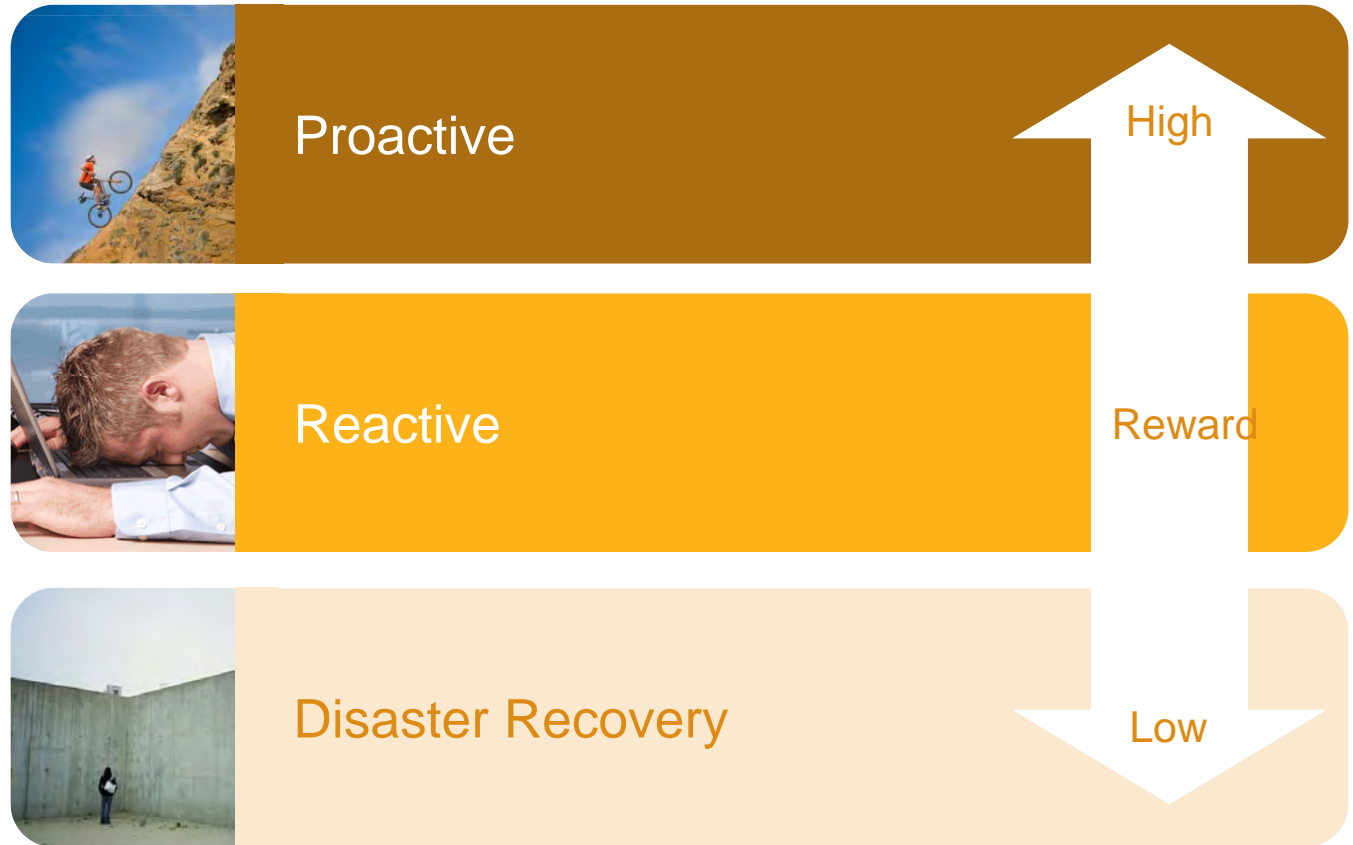 Proactive
High
Reactive
Reward
Disaster Recovery
Low